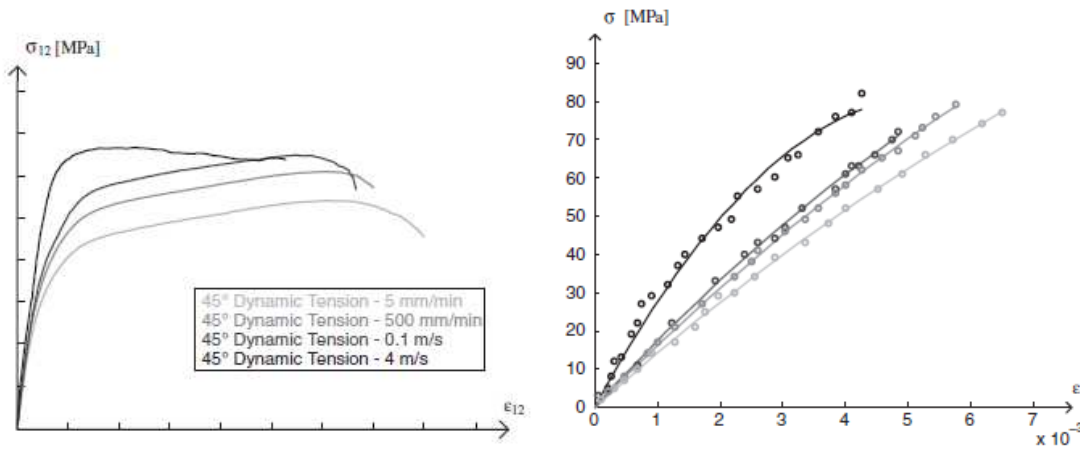 σ12 [MPa]
45° Dynamic Tension - 5 mm/min
45° Dynamic Tension - 500 mm/min
45° Dynamic Tension - 0.1 m/s
45° Dynamic Tension - 4 m/s
ε12
σ [MPa]
90
80
70
60
50
40
30
20
10
0
0 1 2 3 4 5 6 7
ε
x 10⁻³